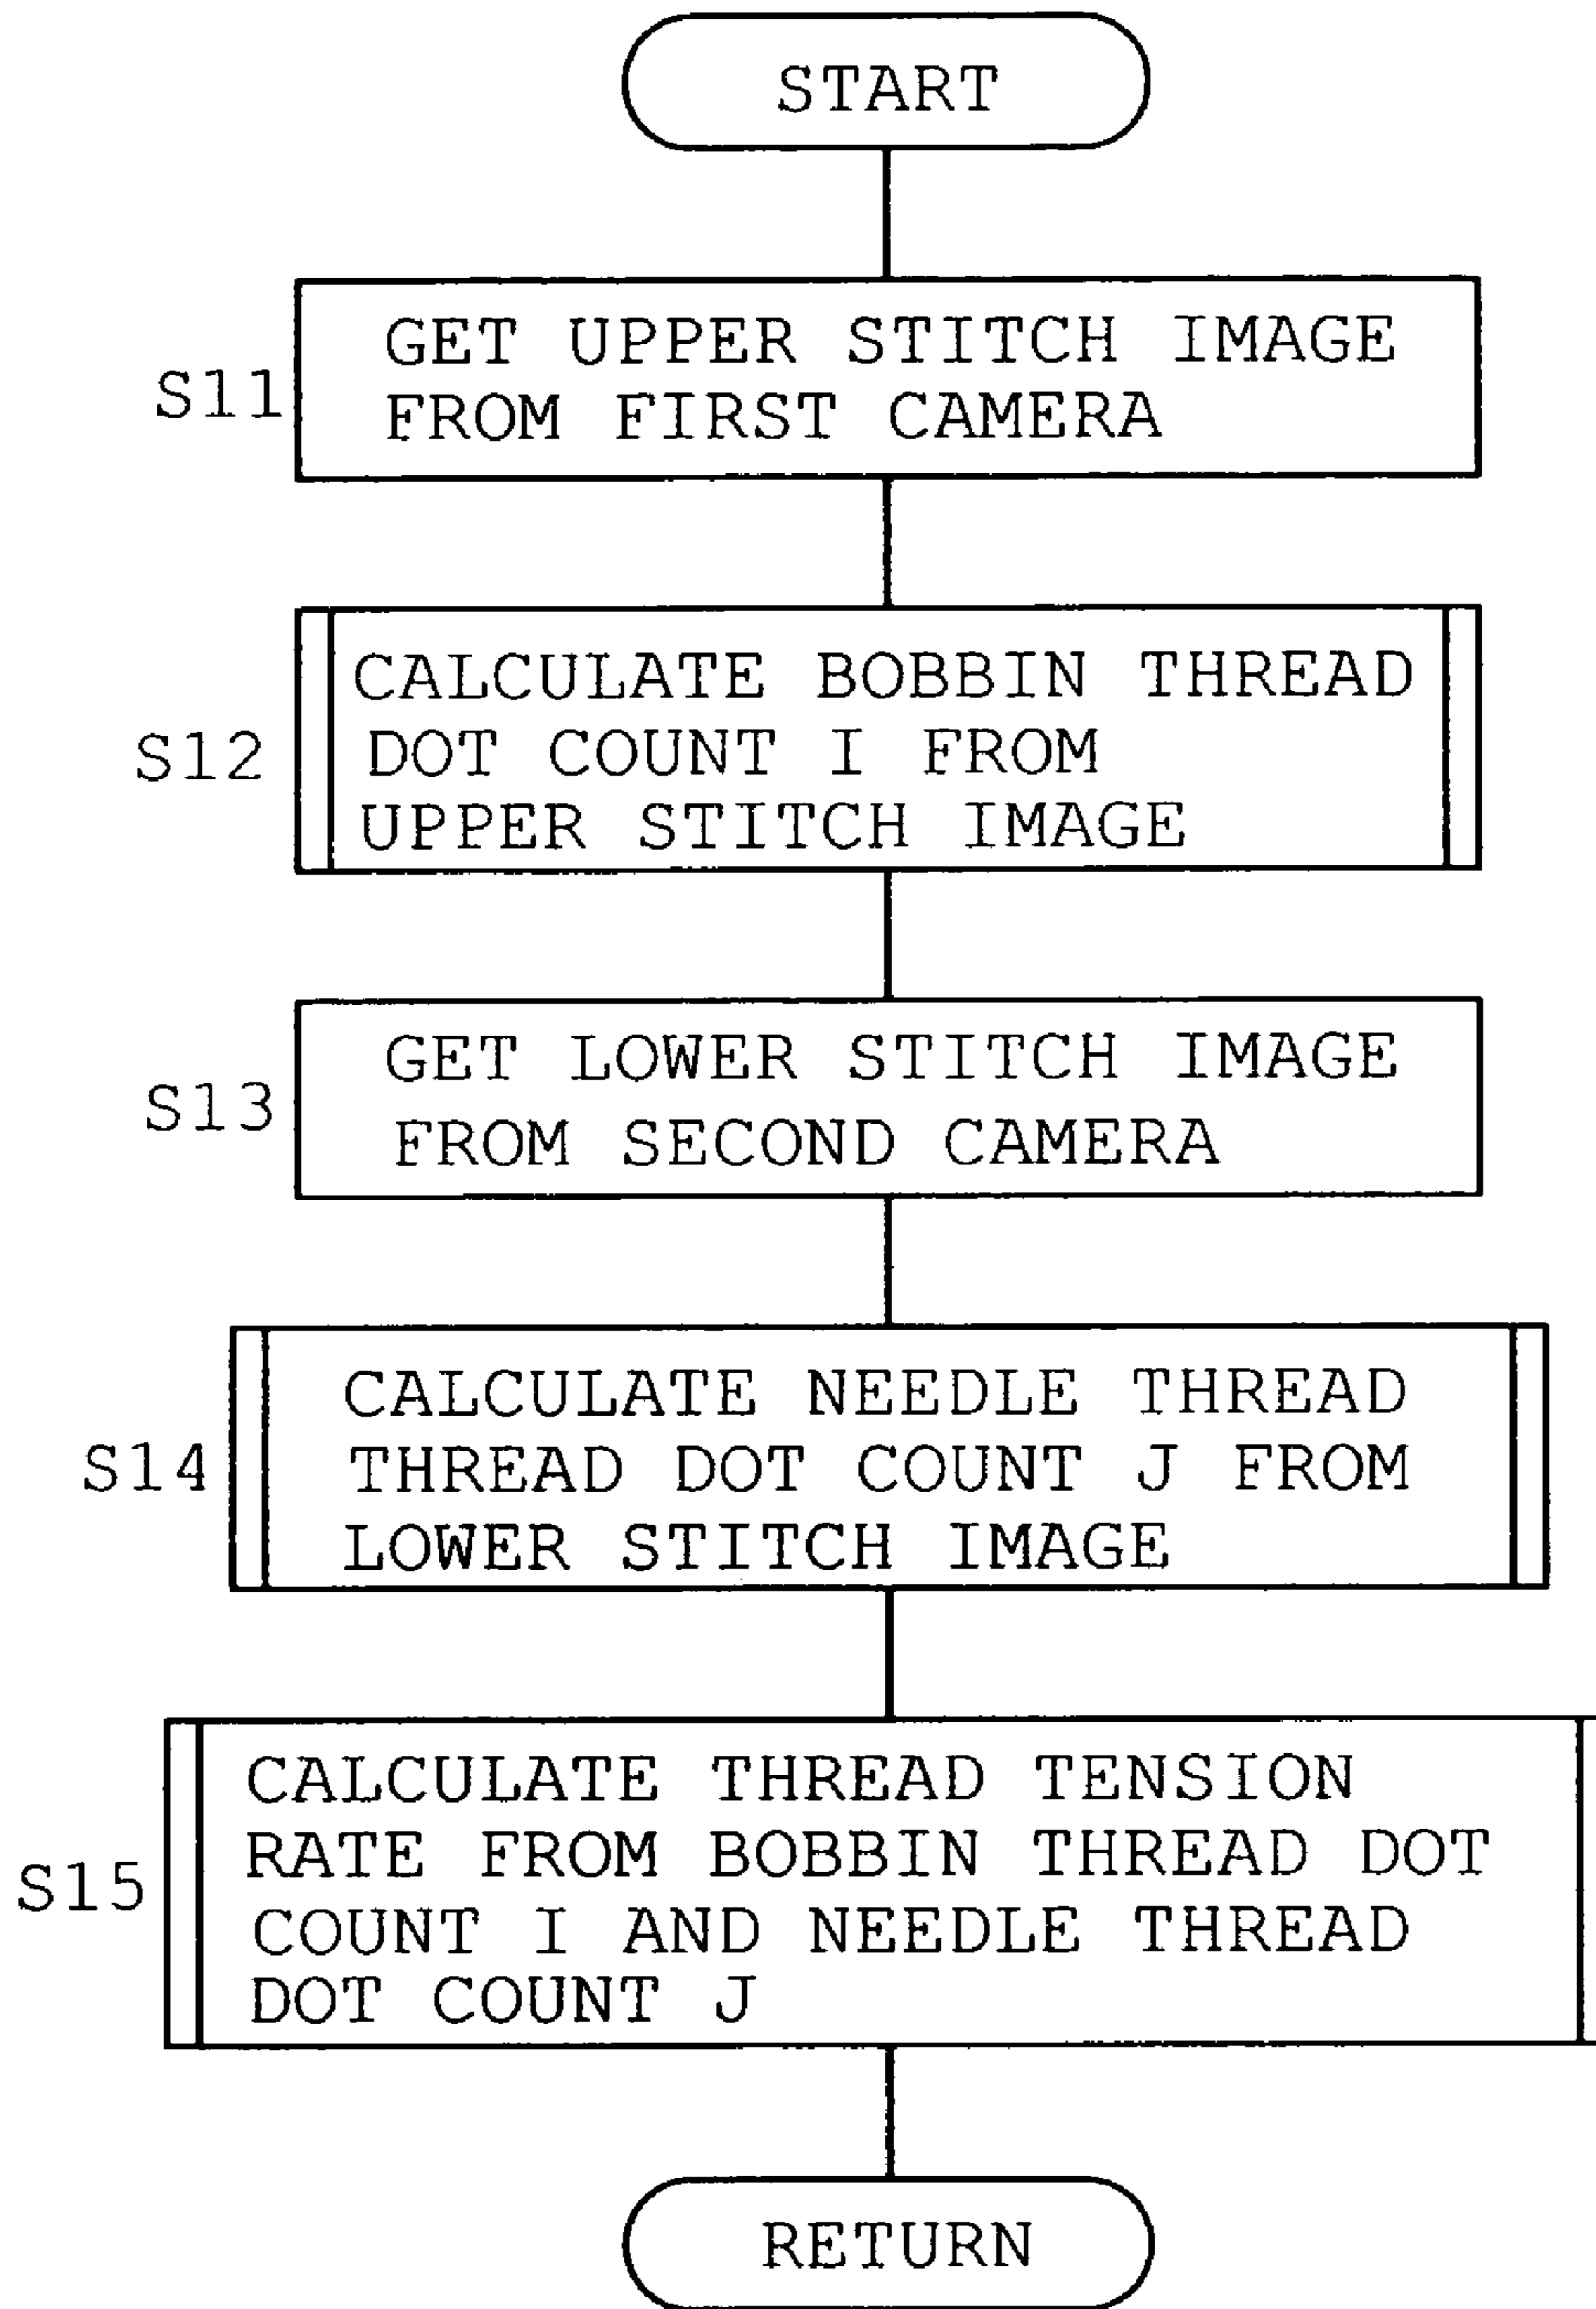 START
S11
GET UPPER STITCH IMAGE
FROM FIRST CAMERA
S12
CALCULATE BOBBIN THREAD
DOT COUNT I FROM
UPPER STITCH IMAGE
S13
GET LOWER STITCH IMAGE
FROM SECOND CAMERA
S14
CALCULATE NEEDLE THREAD
THREAD DOT COUNT J FROM
LOWER STITCH IMAGE
S15
CALCULATE THREAD TENSION
RATE FROM BOBBIN THREAD DOT
COUNT I AND NEEDLE THREAD
DOT COUNT J
RETURN